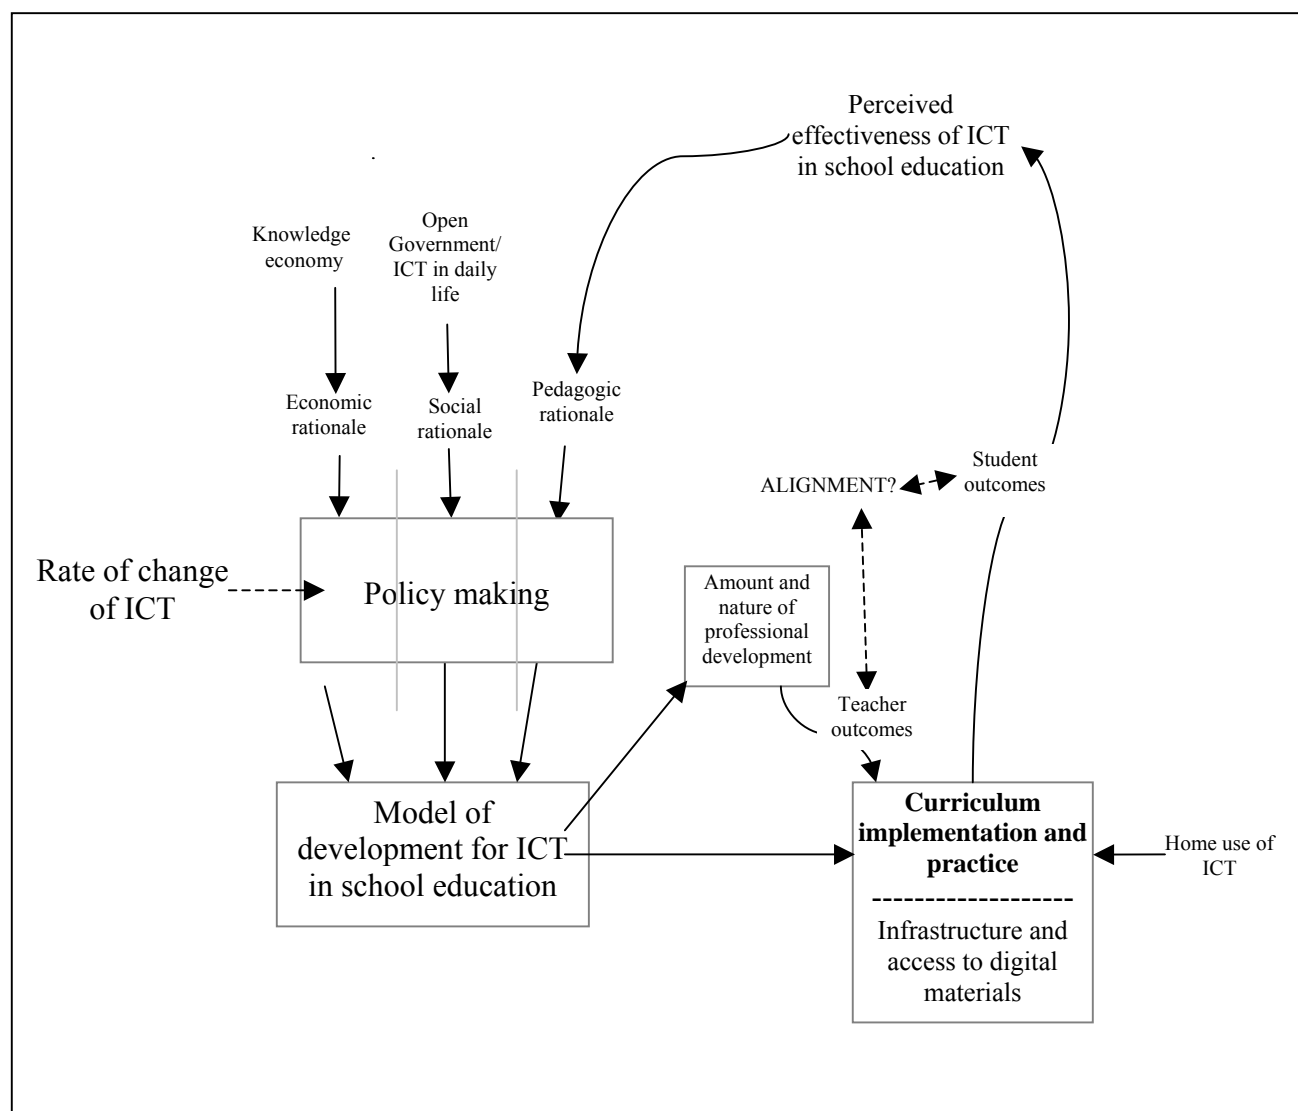 Perceived
effectiveness of ICT
in school education
Knowledge
economy
Open
Government/
ICT in daily
life
Economic
rationale
Social
rationale
Pedagogic
rationale
Student
outcomes
ALIGNMENT?
Rate of change
of ICT
Policy making
Amount and
nature of
professional
development
Teacher
outcomes
Model of
development for ICT
in school education
Curriculum
implementation and
practice
-------------------
Infrastructure and
access to digital
materials
Home use of
ICT